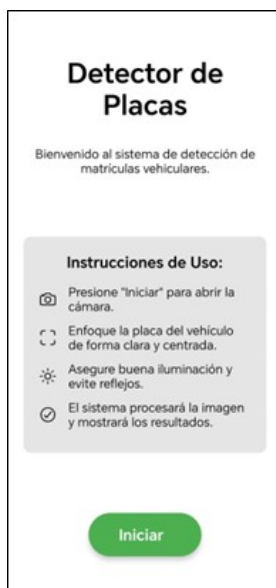 Detector de
Placas
Bienvenido al sistema de detección de
matrículas vehiculares.
Instrucciones de Uso:
Presione "Iniciar" para abrir la
cámara.
Enfoque la placa del vehículo
de forma clara y centrada.
Asegure buena iluminación y
evite reflejos.
El sistema procesará la imagen
y mostrará los resultados.
Iniciar